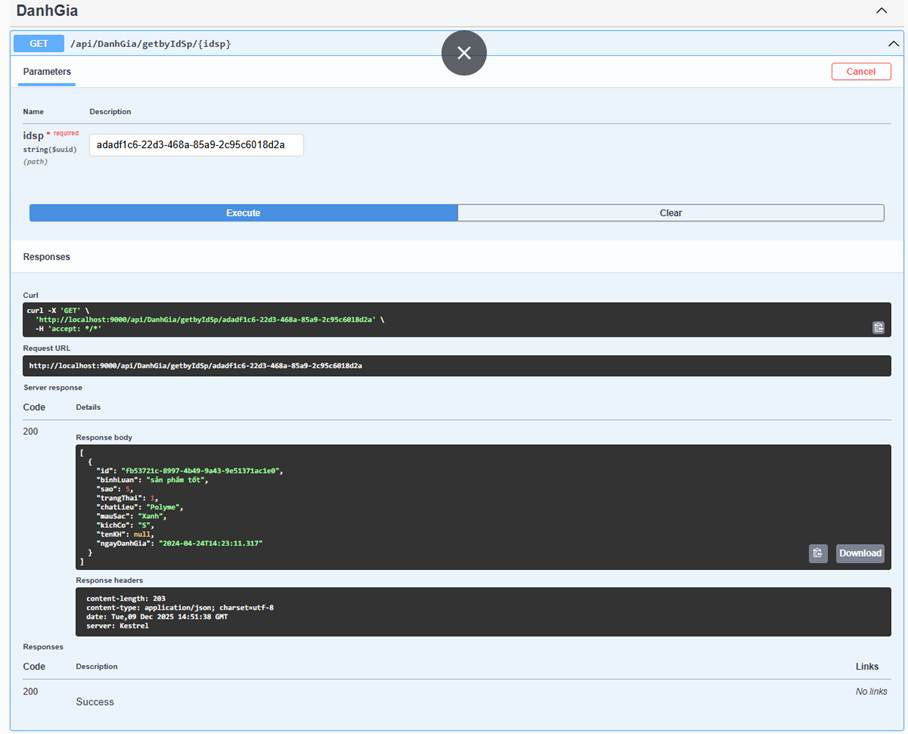 DanhGia
GET /api/DanhGia/getbyIdSp/{idsp}
Parameters
Cancel
Name Description
idsp * required
string($uuid)
(path)
adadf1c6-22d3-468a-85a9-2c95c6018d2a
Execute Clear
Responses
Curl
curl -X 'GET' \
'http://localhost:9000/api/DanhGia/getbyIdSp/adadf1c6-22d3-468a-85a9-2c95c6018d2a' \
-H 'accept: */*'
Request URL
http://localhost:9000/api/DanhGia/getbyIdSp/adadf1c6-22d3-468a-85a9-2c95c6018d2a
Server response
Code Details
200
Response body
[
{
"id": "fb53721c-8997-4b49-9a43-9e51371ac1e0",
"binhLuan": "sản phẩm tốt",
"sao": 5,
"trangThai": 1,
"chatLieu": "Polyme",
"mauSac": "Xanh",
"kichCo": "S",
"tenKH": null,
"ngayDanhGia": "2024-04-24T14:23:11.317"
}
]
Download
Response headers
content-length: 203
content-type: application/json; charset=utf-8
date: Tue,09 Dec 2025 14:51:38 GMT
server: Kestrel
Responses
Code Description Links
200 No links
Success